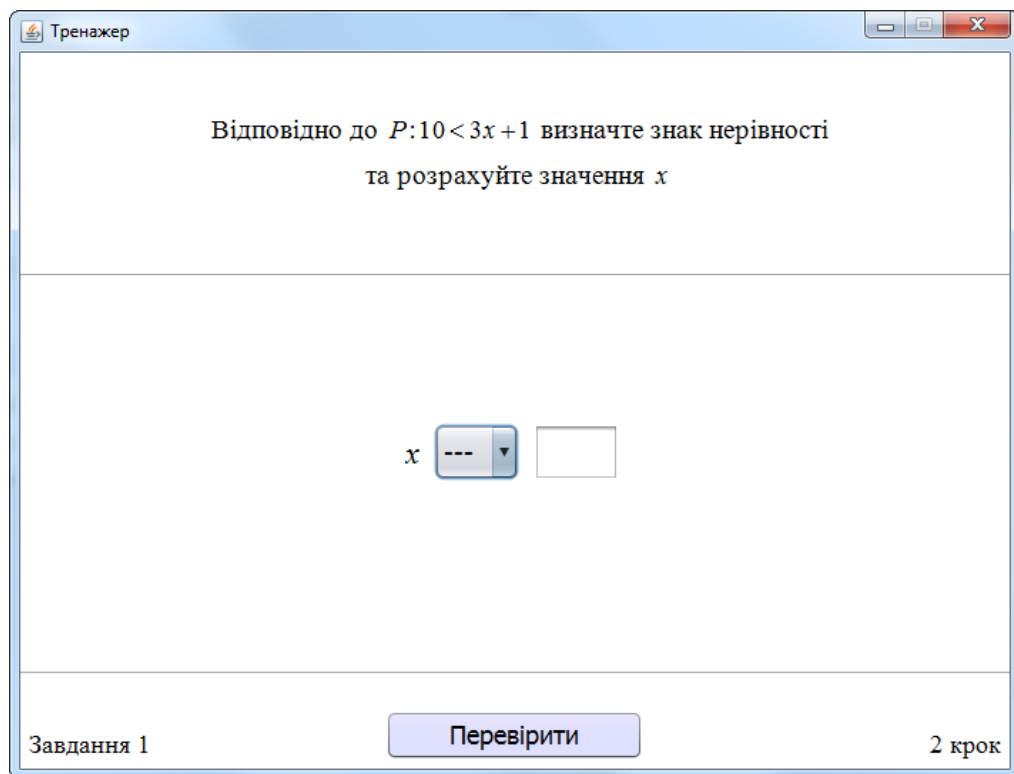 Тренажер
Відповідно до P:10<3x+1 визначте знак нерівності
та розрахуйте значення x
x ---
Перевірити
Завдання 1
2 крок